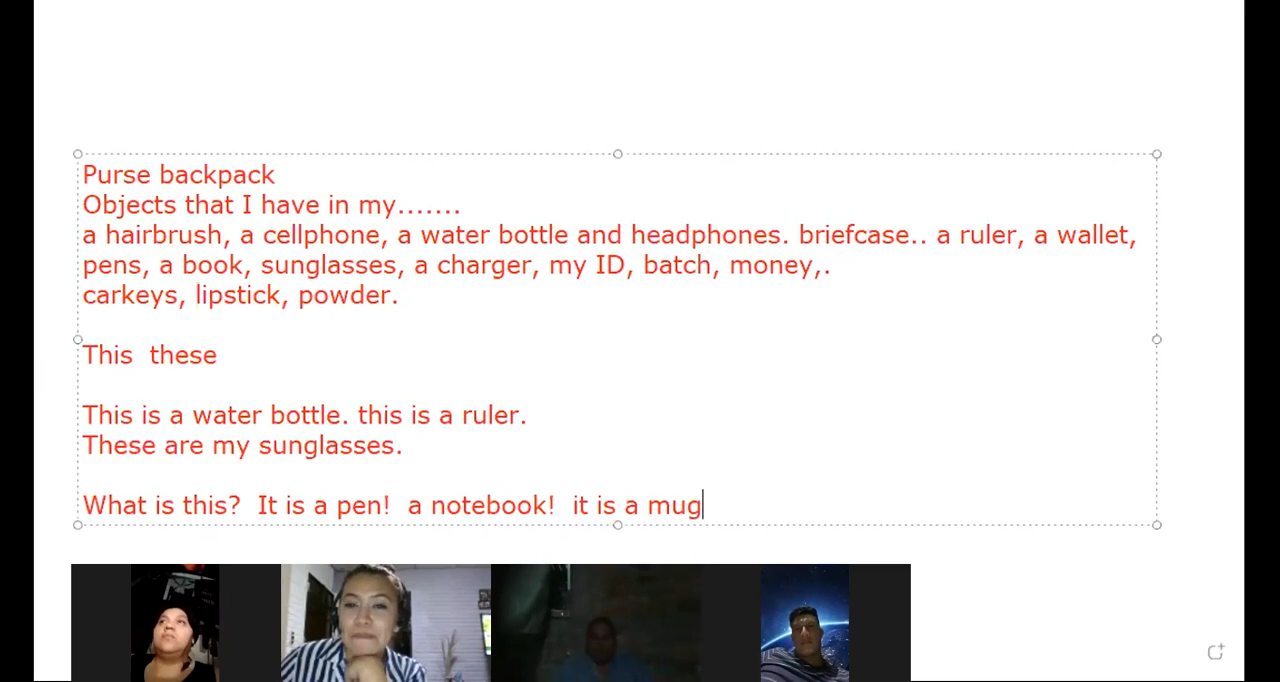 Purse backpack
Objects that I have in my.......
a hairbrush, a cellphone, a water bottle and headphones. briefcase.. a ruler, a wallet,
pens, a book, sunglasses, a charger, my ID, batch, money,.
carkeys, lipstick, powder.
This  these
This is a water bottle. this is a ruler.
These are my sunglasses.
What is this?  It is a pen!  a notebook!  it is a mug